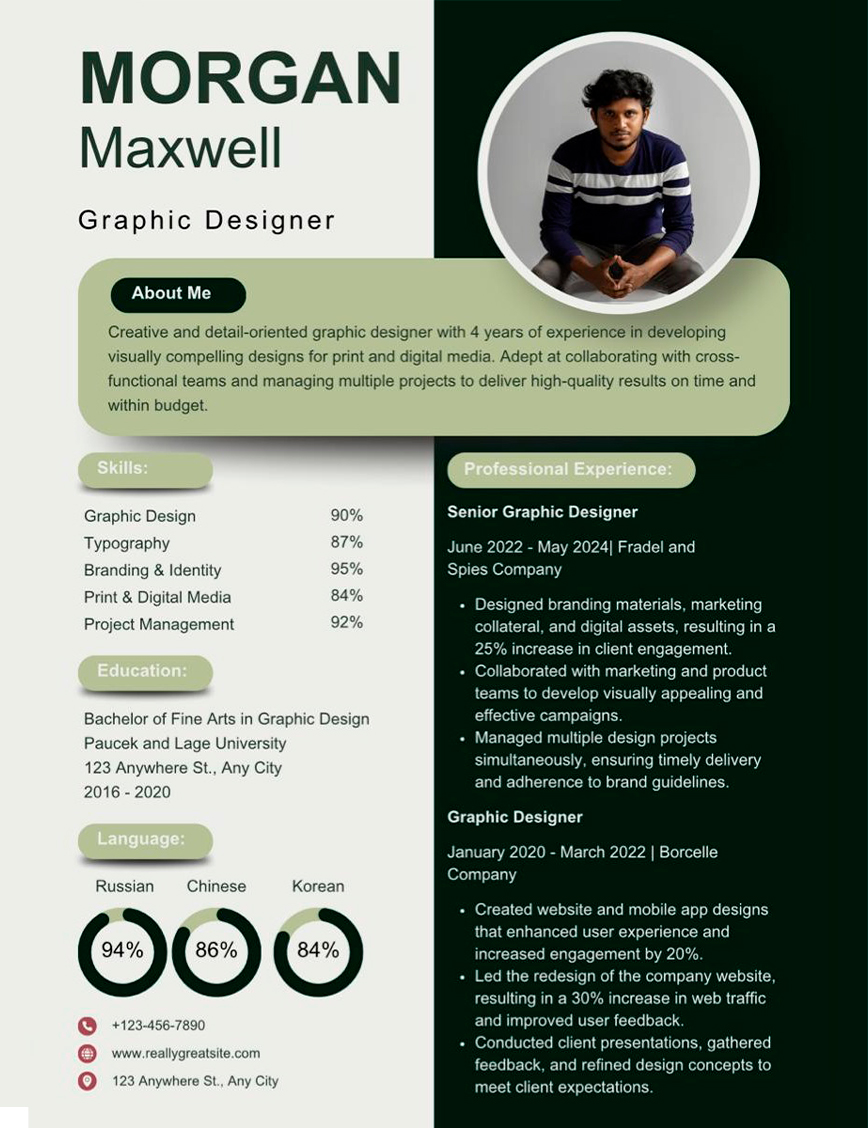 MORGAN
Maxwell
Graphic Designer
About Me
Creative and detail-oriented graphic designer with 4 years of experience in developing
visually compelling designs for print and digital media. Adept at collaborating with cross-
functional teams and managing multiple projects to deliver high-quality results on time and
within budget.
Skills:
Graphic Design 90%
Typography 87%
Branding & Identity 95%
Print & Digital Media 84%
Project Management 92%
Education:
Bachelor of Fine Arts in Graphic Design
Paucek and Lage University
123 Anywhere St., Any City
2016 - 2020
Language:
Russian Chinese Korean
94% 86% 84%
+123-456-7890
www.reallygreatsite.com
123 Anywhere St., Any City
Professional Experience:
Senior Graphic Designer
June 2022 - May 2024| Fradel and
Spies Company
• Designed branding materials, marketing
collateral, and digital assets, resulting in a
25% increase in client engagement.
• Collaborated with marketing and product
teams to develop visually appealing and
effective campaigns.
• Managed multiple design projects
simultaneously, ensuring timely delivery
and adherence to brand guidelines.
Graphic Designer
January 2020 - March 2022 | Borcelle
Company
• Created website and mobile app designs
that enhanced user experience and
increased engagement by 20%.
• Led the redesign of the company website,
resulting in a 30% increase in web traffic
and improved user feedback.
• Conducted client presentations, gathered
feedback, and refined design concepts to
meet client expectations.